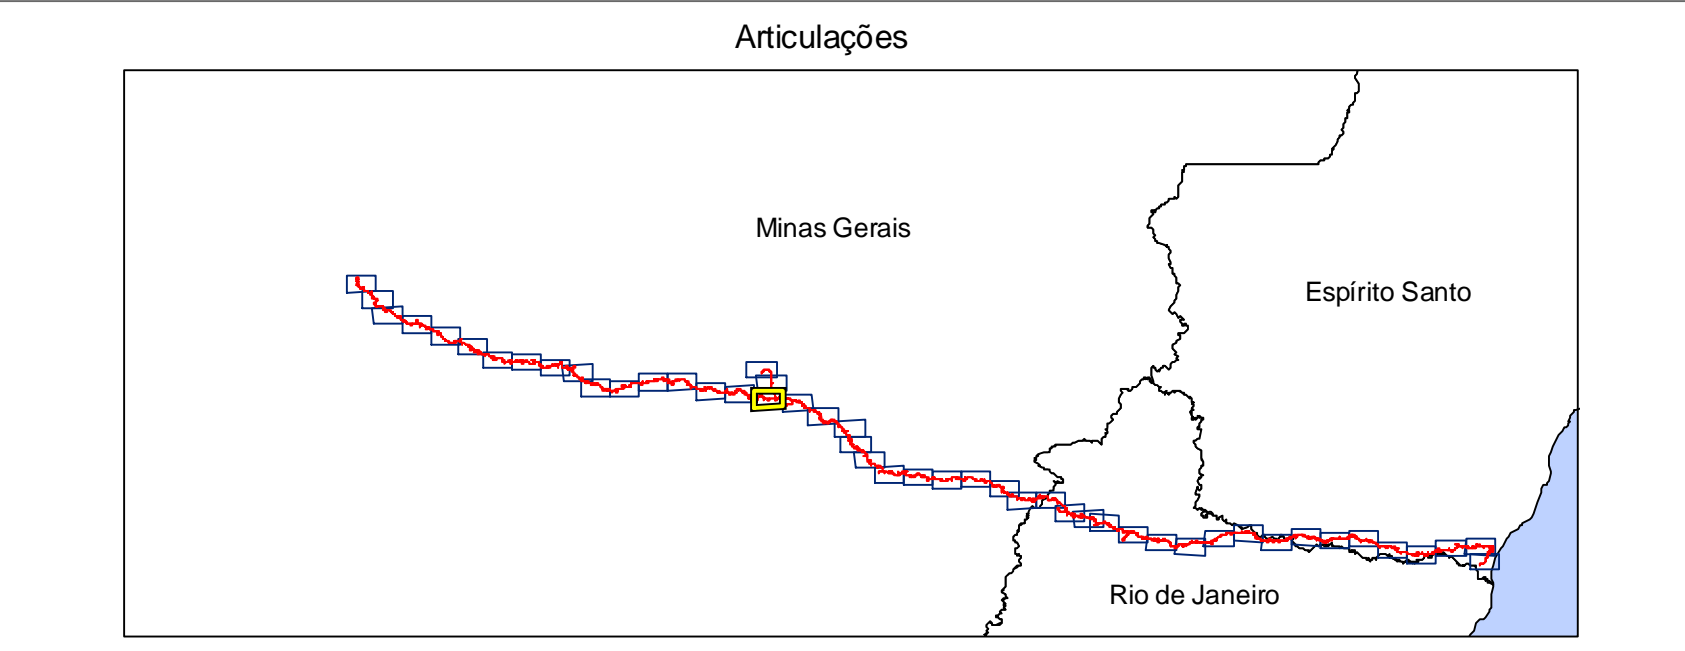 Articulações
Minas Gerais
Espírito Santo
Rio de Janeiro